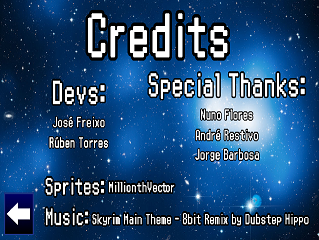 Credits
Devs:
José Freixo
Rúben Torres
Special Thanks:
Nuno Flores
André Restivo
Jorge Barbosa
Sprites: MillionthVector
Music: Skyrim Main Theme - 8bit Remix by Dubstep Hippo